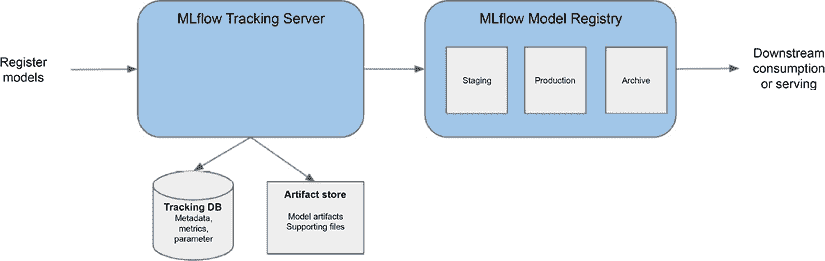 MLflow Tracking Server
MLflow Model Registry
Register
models
Staging
Production
Archive
Downstream
consumption
or serving
Tracking DB
Metadata,
metrics,
parameter
Artifact store
Model artifacts
Supporting files